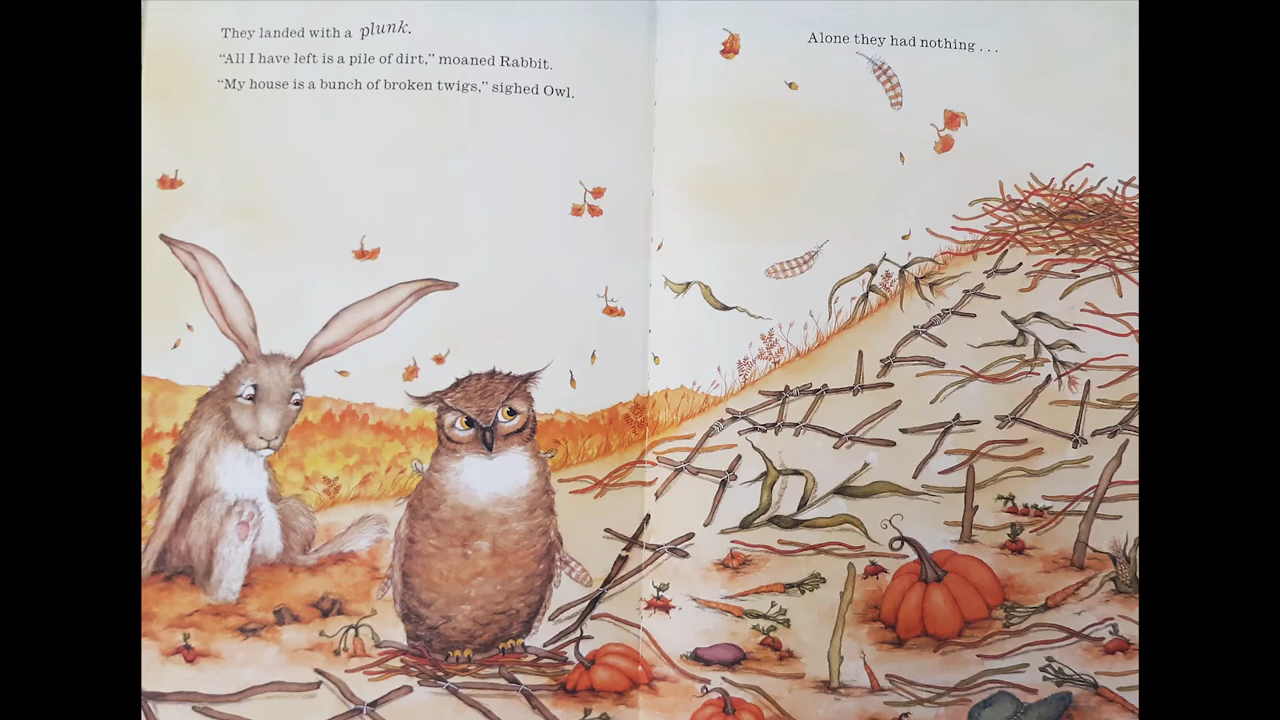 They landed with a plunk.
“All I have left is a pile of dirt,” moaned Rabbit.
“My house is a bunch of broken twigs,” sighed Owl.
Alone they had nothing . . .